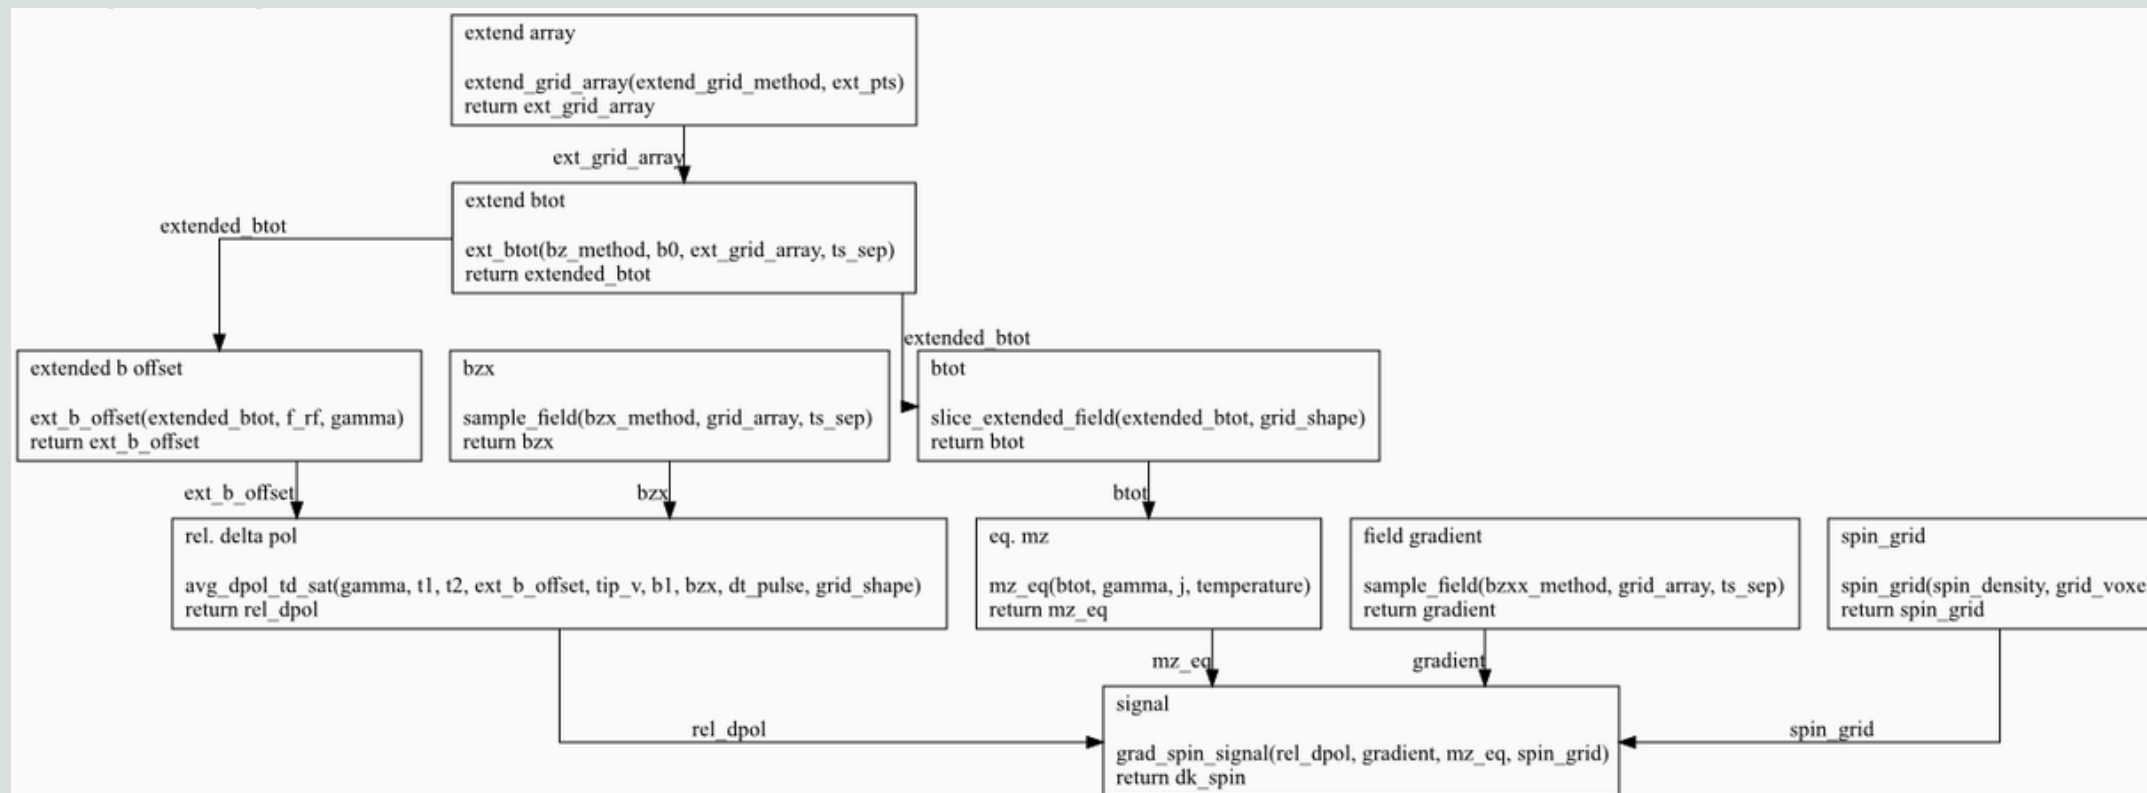 extend array
extend_grid_array(extend_grid_method, ext_pts)
return ext_grid_array
ext_grid_array
extend btot
ext_btot(bz_method, b0, ext_grid_array, ts_sep)
return extended_btot
extended_btot
extended_btot
extended b offset
ext_b_offset(extended_btot, f_rf, gamma)
return ext_b_offset
bzx
sample_field(bzx_method, grid_array, ts_sep)
return bzx
btot
slice_extended_field(extended_btot, grid_shape)
return btot
ext_b_offset
bzx
btot
rel. delta pol
avg_dpol_td_sat(gamma, t1, t2, ext_b_offset, tip_v, b1, bzx, dt_pulse, grid_shape)
return rel_dpol
eq. mz
mz_eq(btot, gamma, j, temperature)
return mz_eq
field gradient
sample_field(bzxx_method, grid_array, ts_sep)
return gradient
spin_grid
spin_grid(spin_density, grid_voxe
return spin_grid
mz_eq
gradient
signal
grad_spin_signal(rel_dpol, gradient, mz_eq, spin_grid)
return dk_spin
rel_dpol
spin_grid